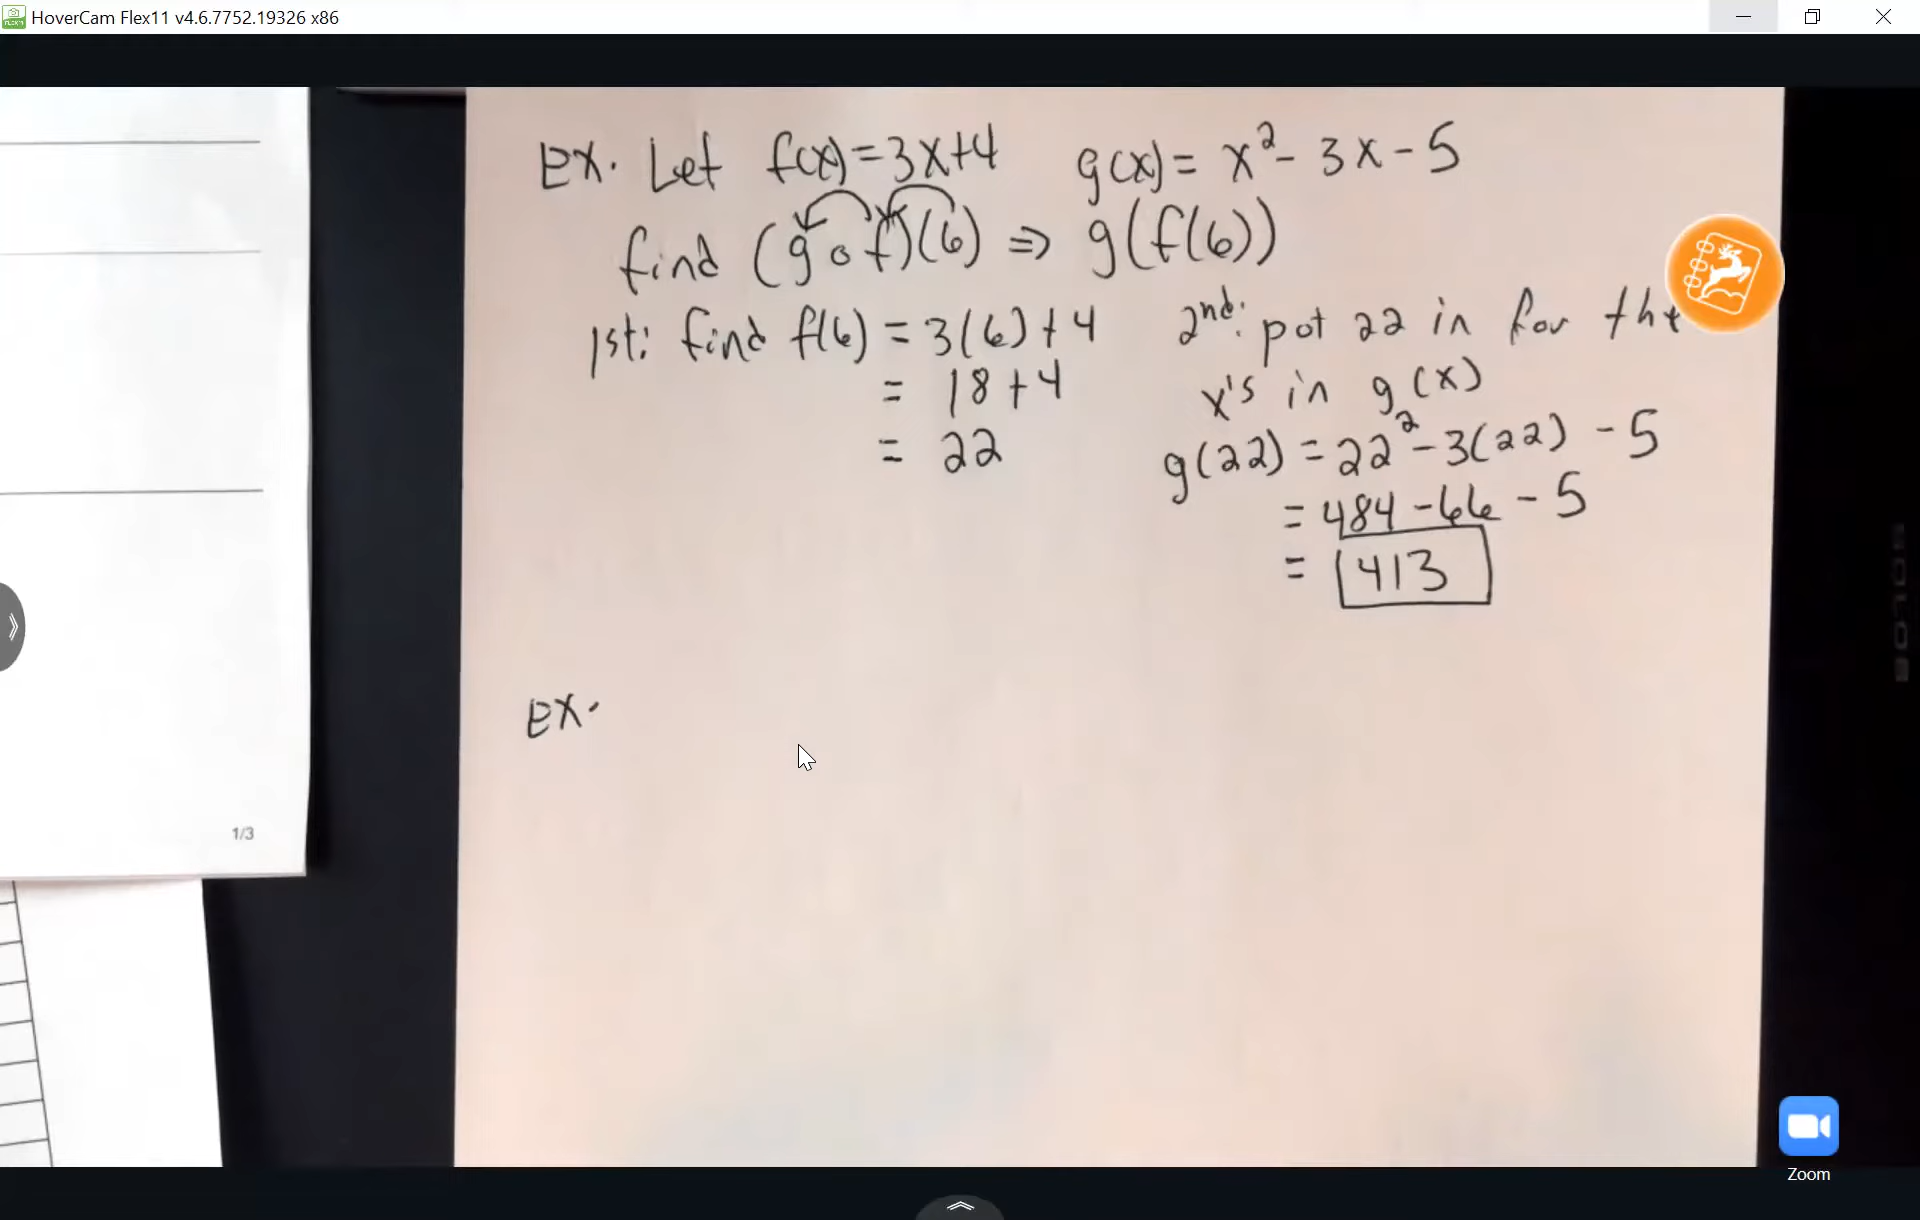 HoverCam Flex11 v4.6.7752.19326 x86
Ex. Let f(x)=3x+4 g(x)= x²- 3x-5
find (g∘f)(6) ⇒ g(f(6))
1st: find f(6) = 3(6)+4
= 18+4
= 22
2nd: put 22 in for the
x's in g(x)
g(22) = 22²-3(22) -5
= 484-66-5
= 413
Ex.
1/3
Zoom